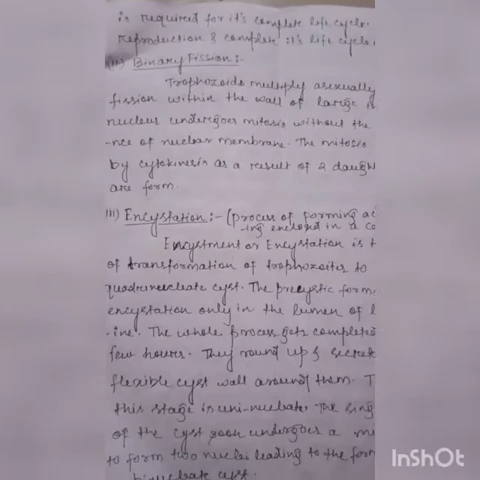 is required for it's complete life cycle.
Reproduction & complete it's life cycle
(ii) Binary Fission :-
Trophozoids multiply asexually
fission within the wall of large
nucleus undergoes mitosis without the
-nce of nuclear membrane. The mitosis
by cytokinesis as a result of 2 daugh
are form.
(iii) Encystation :- (process of forming a
-ing enclosed in a
Encystment or Encystation is
of transformation of trophozoites to
quadrinucleate cyst. The precystic form
encystation only in the lumen of
-ine. The whole process gets complete
few hours. They round up & secrete
flexible cyst wall around them.
this stage is uni-nucleate. The
of the cyst soon undergoes a
to form two nuclei leading to the form
binucleate cyst.
InShOt